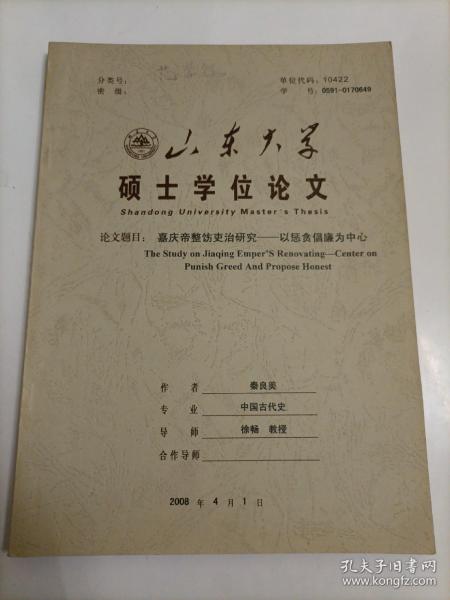 分类号：
单位代码：10422
密 级：
学 号：0591-0170649
山东大学
硕士学位论文
Shandong University Master's Thesis
论文题目：嘉庆帝整饬吏治研究——以惩贪倡廉为中心
The Study on Jiaqing Emper'S Renovating—Center on
Punish Greed And Propose Honest
作 者 秦良美
专 业 中国古代史
导 师 徐畅 教授
合作导师
2008 年 4 月 1 日
孔夫子旧书网
www.kongfz.com